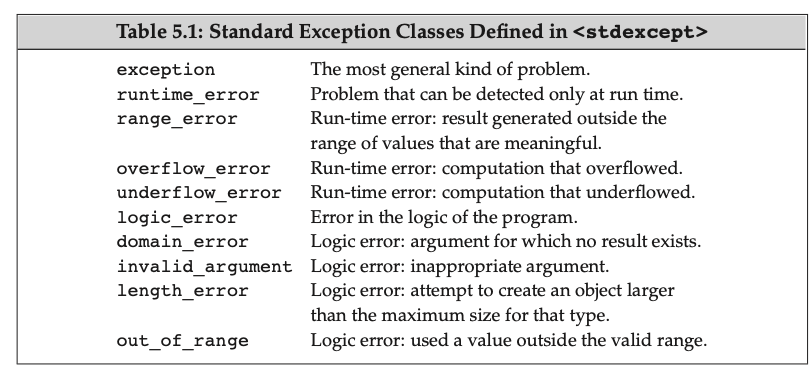 Table 5.1: Standard Exception Classes Defined in <stdexcept>
exception The most general kind of problem.
runtime_error Problem that can be detected only at run time.
range_error Run-time error: result generated outside the
range of values that are meaningful.
overflow_error Run-time error: computation that overflowed.
underflow_error Run-time error: computation that underflowed.
logic_error Error in the logic of the program.
domain_error Logic error: argument for which no result exists.
invalid_argument Logic error: inappropriate argument.
length_error Logic error: attempt to create an object larger
than the maximum size for that type.
out_of_range Logic error: used a value outside the valid range.